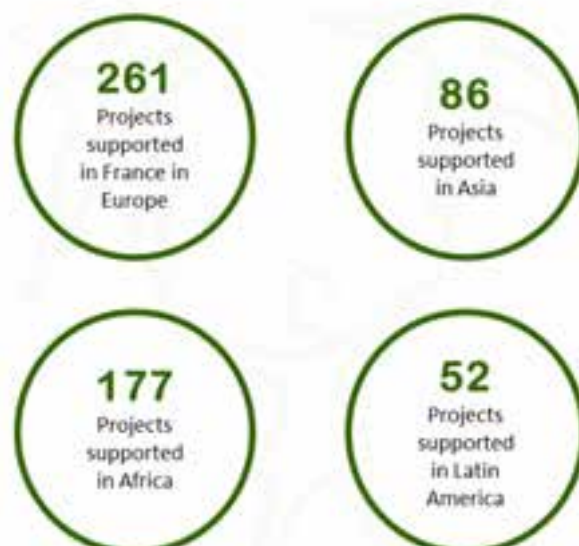 261
Projects
supported
in France in
Europe
86
Projects
supported
in Asia
177
Projects
supported
in Africa
52
Projects
supported
in Latin
America